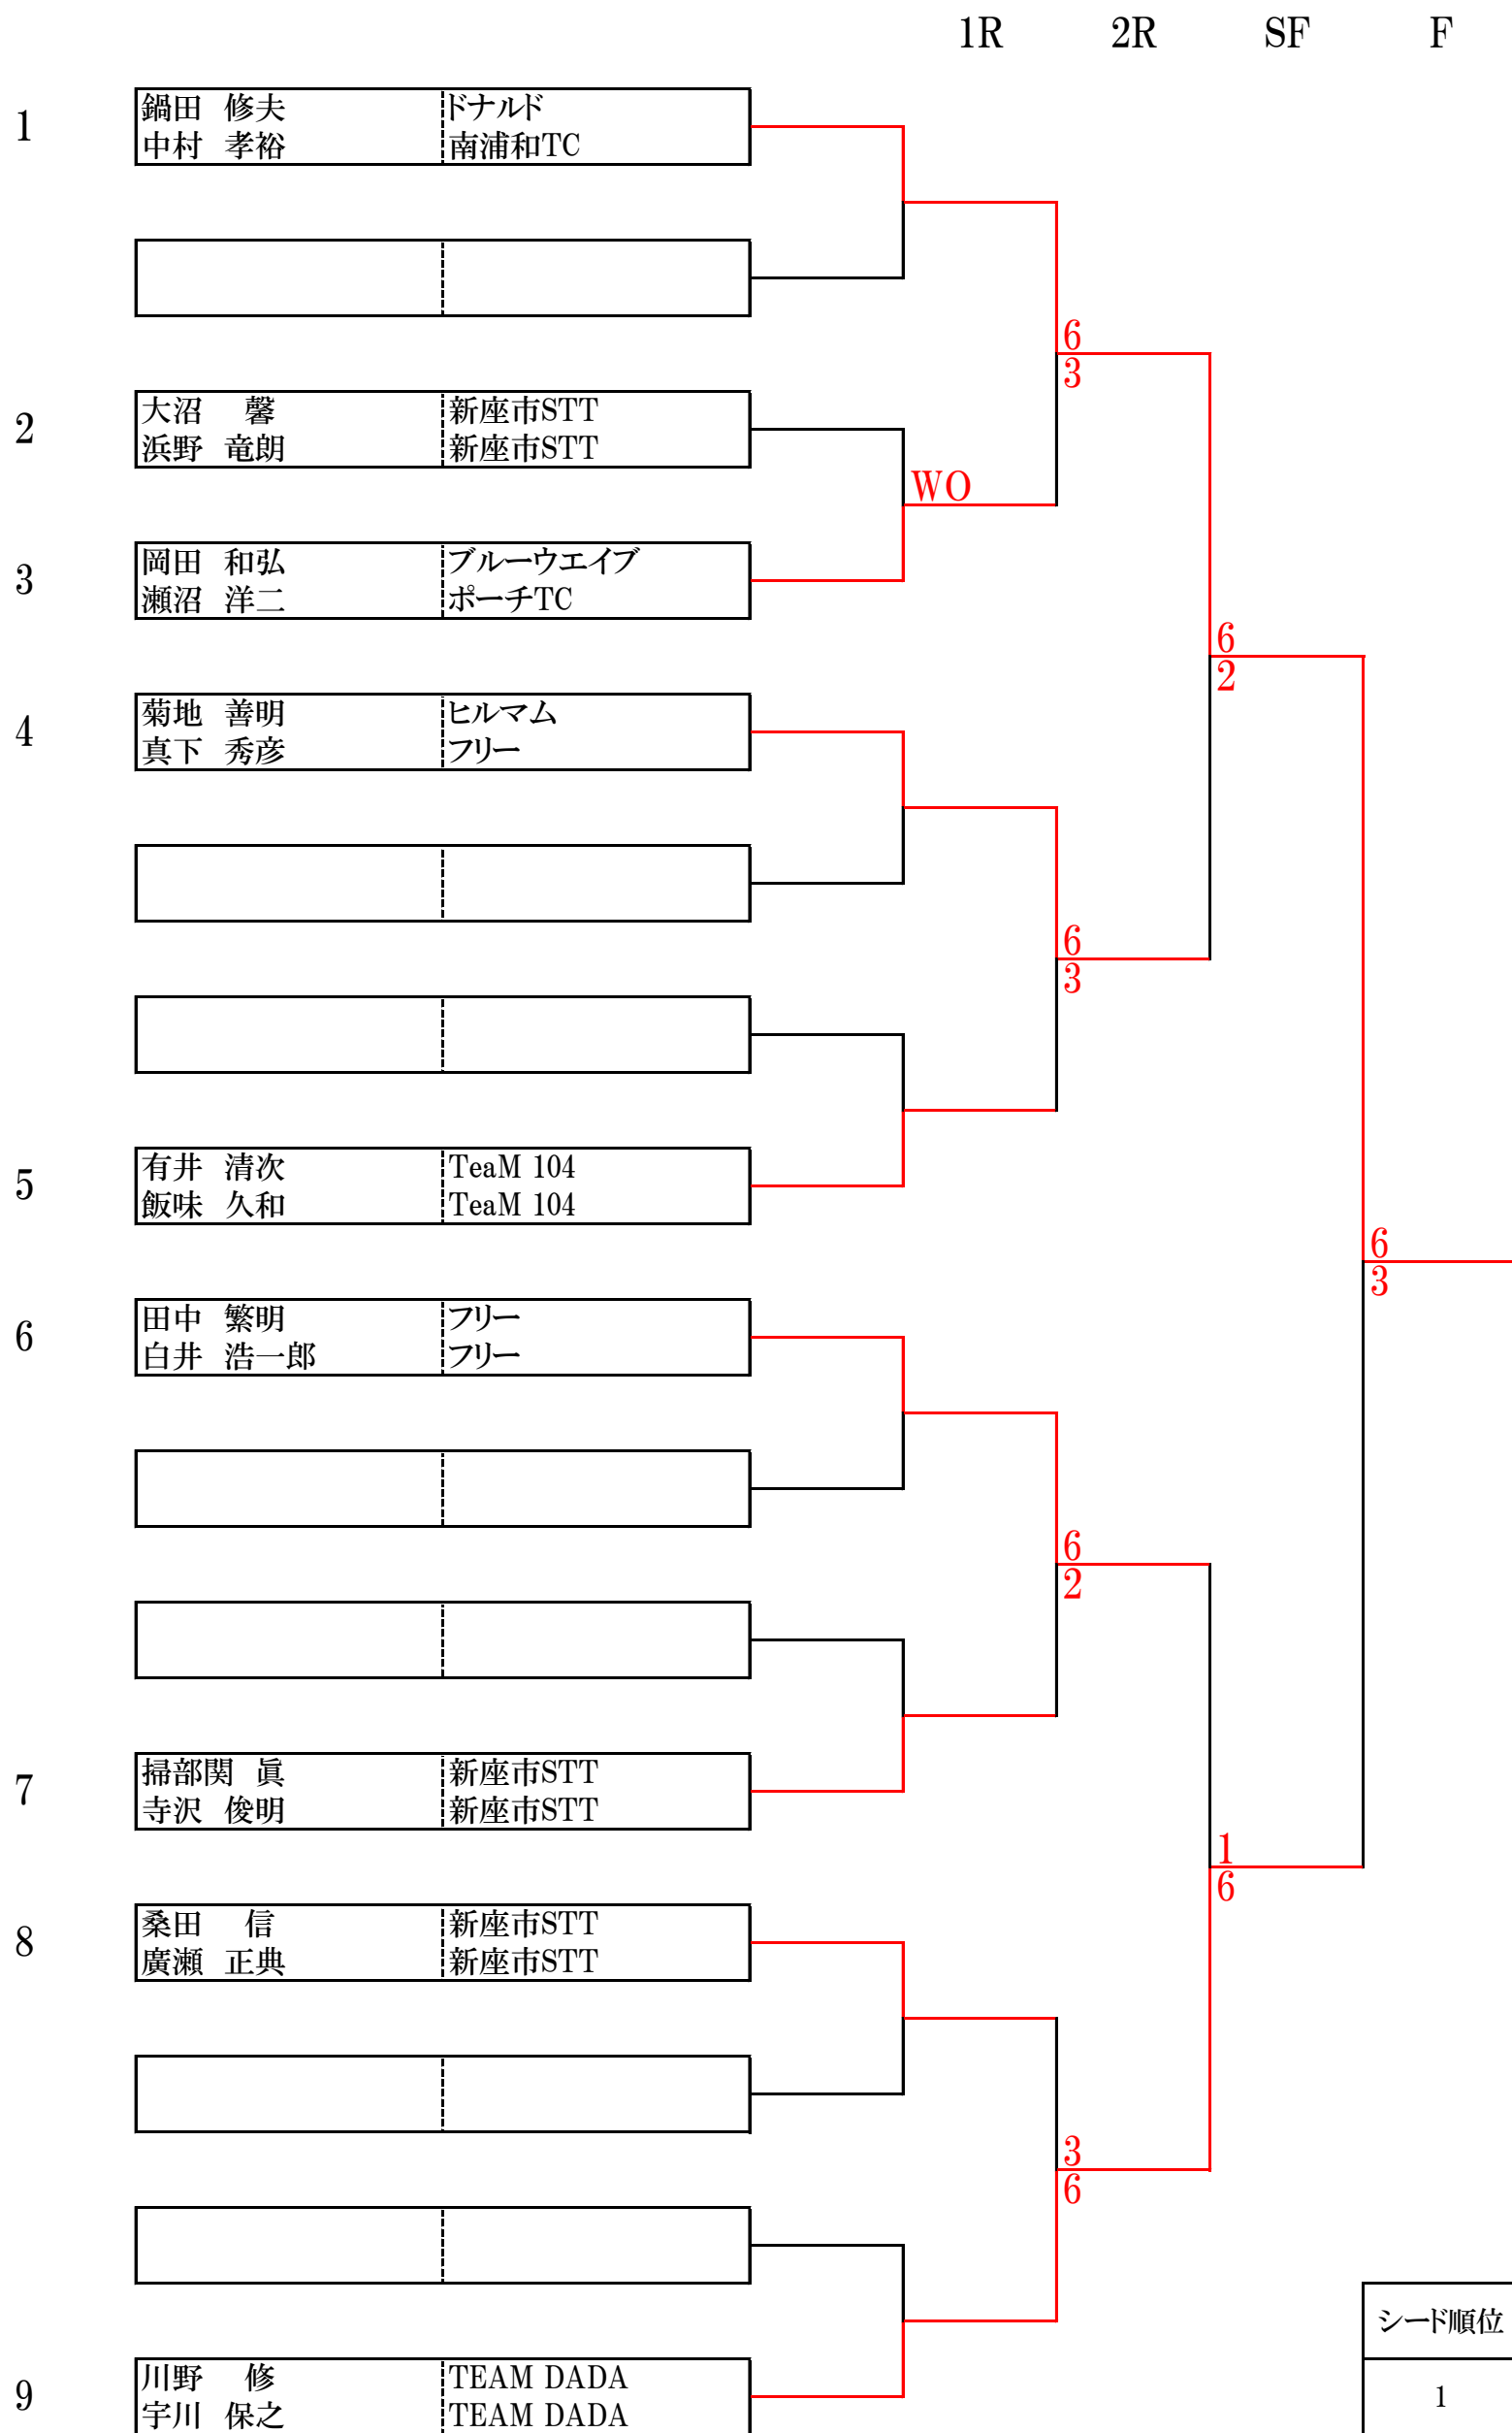 1R 2R SF F
1 鍋田 修夫 ドナルド
中村 孝裕 南浦和TC
6
3
2 大沼 馨 新座市STT
浜野 竜朗 新座市STT
WO
3 岡田 和弘 ブルーウエイブ
瀬沼 洋二 ポーチTC
6
2
4 菊地 善明 ヒルマム
真下 秀彦 フリー
6
3
5 有井 清次 TeaM 104
飯味 久和 TeaM 104
6
3
6 田中 繁明 フリー
白井 浩一郎 フリー
6
2
7 掃部関 眞 新座市STT
寺沢 俊明 新座市STT
1
6
8 桑田 信 新座市STT
廣瀬 正典 新座市STT
3
6
シード順位
9 川野 修 TEAM DADA
宇川 保之 TEAM DADA
1